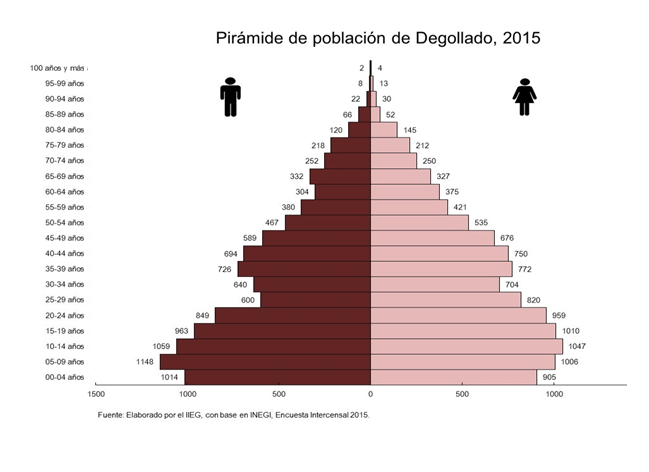 Pirámide de población de Degollado, 2015
100 años y más 2 4
95-99 años 8 13
90-94 años 22 30
85-89 años 66 52
80-84 años 120 145
75-79 años 218 212
70-74 años 252 250
65-69 años 332 327
60-64 años 304 375
55-59 años 380 421
50-54 años 467 535
45-49 años 589 676
40-44 años 694 750
35-39 años 726 772
30-34 años 640 704
25-29 años 600 820
20-24 años 849 959
15-19 años 963 1010
10-14 años 1059 1047
05-09 años 1148 1006
00-04 años 1014 905
1500 1000 500 0 500 1000
Fuente: Elaborado por el IIEG, con base en INEGI, Encuesta Intercensal 2015.